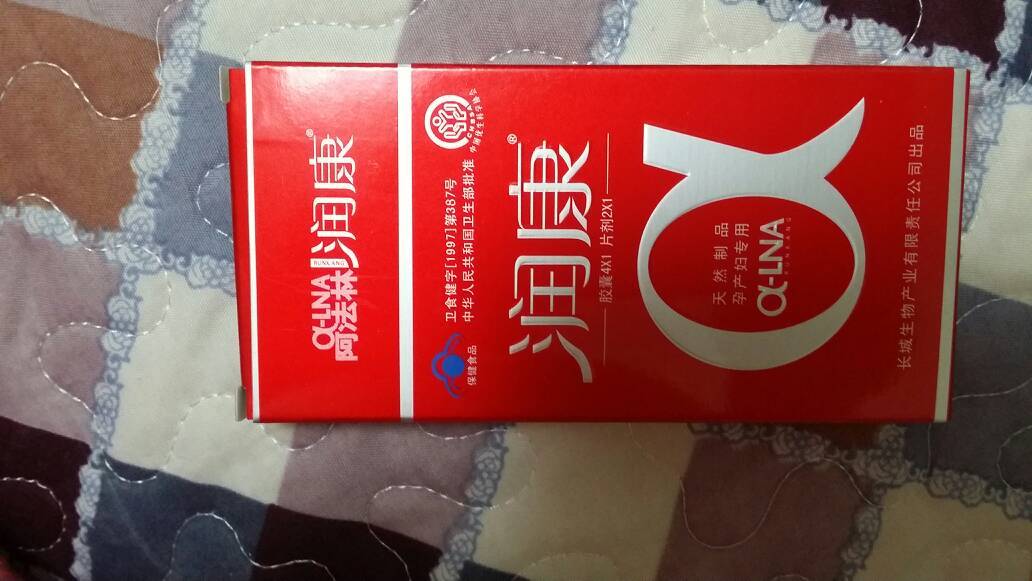 α-LNA
阿法林
RUNKANG
润康®
卫食健字[1997]第387号
中华人民共和国卫生部批准
保健食品
润康®
胶囊4X1 片剂2X1
α
天然制品
孕产妇专用
α-LNA
RUNKANG
长城生物产业有限责任公司出品